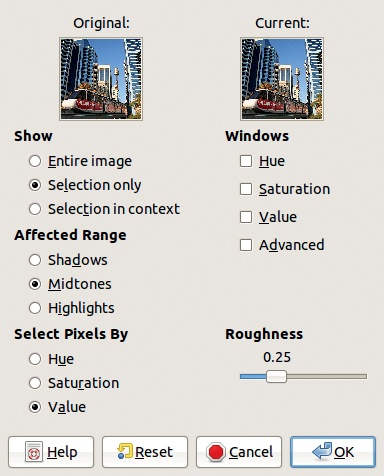 Original:
Current:
Show
Windows
Entire image
Hue
Selection only
Saturation
Selection in context
Value
Affected Range
Advanced
Shadows
Midtones
Highlights
Select Pixels By
Roughness
Hue
0.25
Saturation
Value
Help
Reset
Cancel
OK